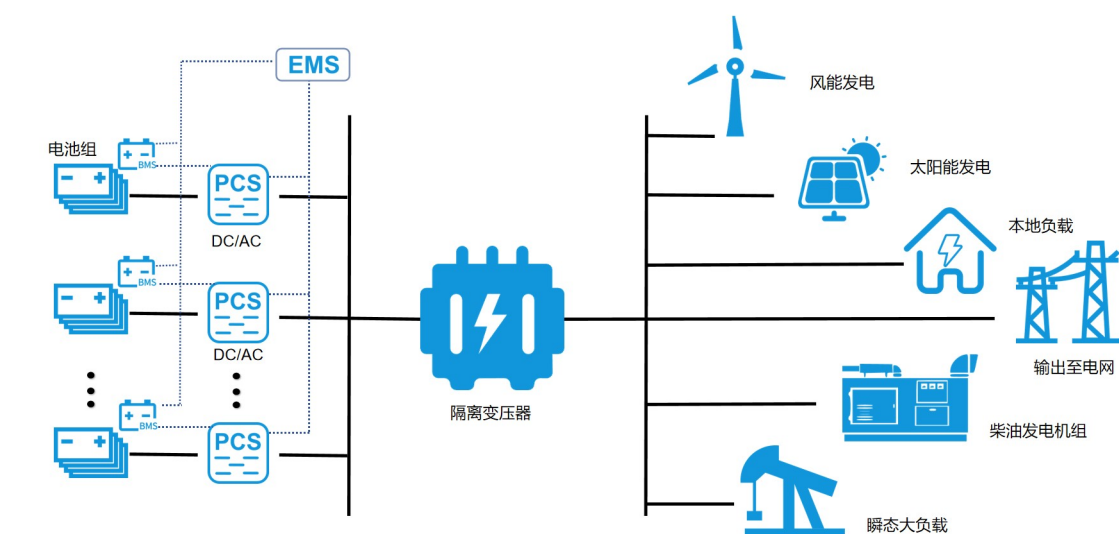 EMS
风能发电
电池组
BMS
太阳能发电
PCS
DC/AC
本地负载
BMS
PCS
DC/AC
输出至电网
隔离变压器
BMS
柴油发电机组
PCS
瞬态大负载